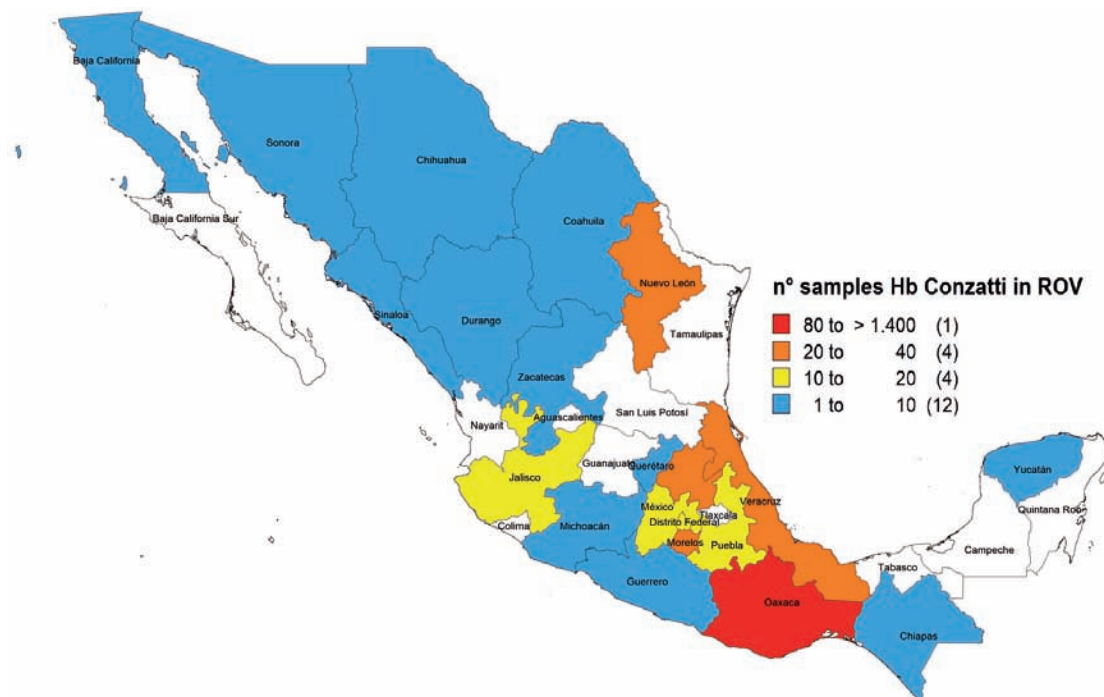 Baja California
Sonora
Chihuahua
Coahuila
Baja California Sur
Nuevo León
n° samples Hb Conzatti in ROV
Sinaloa
Durango
80 to > 1.400 (1)
Tamaulipas
20 to 40 (4)
10 to 20 (4)
Zacatecas
1 to 10 (12)
San Luis Potosí
Aguascalientes
Nayarit
Guanajuato
Querétaro
Yucatán
Jalisco
Veracruz
México
Tlaxcala
Quintana Roo
Colima
Michoacán
Distrito Federal
Morelos
Puebla
Campeche
Tabasco
Guerrero
Oaxaca
Chiapas